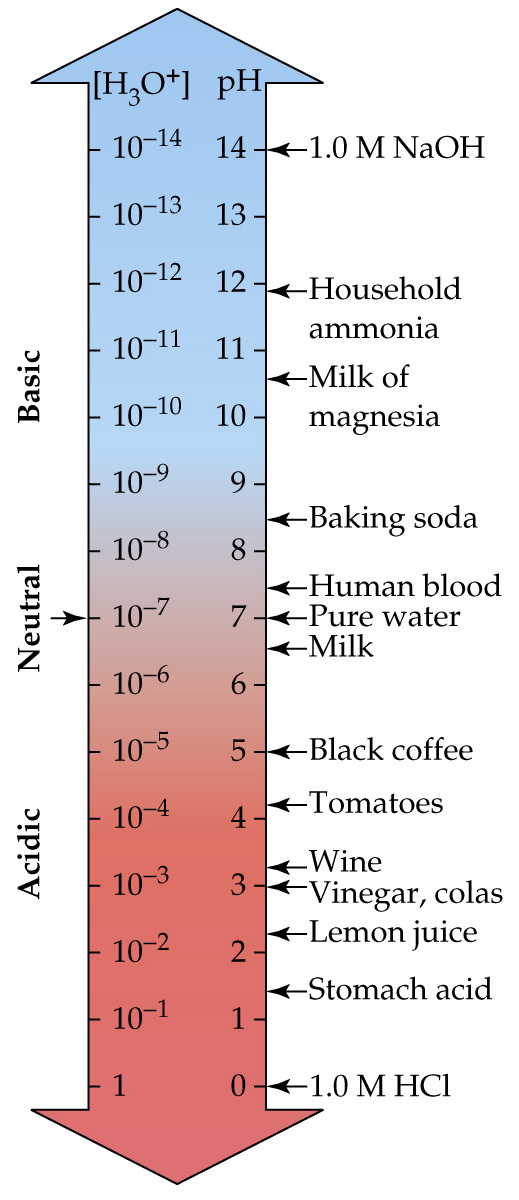 [H₃O⁺] pH
10⁻¹⁴ 14 1.0 M NaOH
10⁻¹³ 13
10⁻¹² 12 Household
ammonia
10⁻¹¹ 11
Milk of
magnesia
10⁻¹⁰ 10
Basic
10⁻⁹ 9
Baking soda
10⁻⁸ 8
Human blood
Neutral 10⁻⁷ 7 Pure water
Milk
10⁻⁶ 6
10⁻⁵ 5 Black coffee
Tomatoes
10⁻⁴ 4
Acidic
Wine
10⁻³ 3 Vinegar, colas
Lemon juice
10⁻² 2
Stomach acid
10⁻¹ 1
1 0 1.0 M HCl